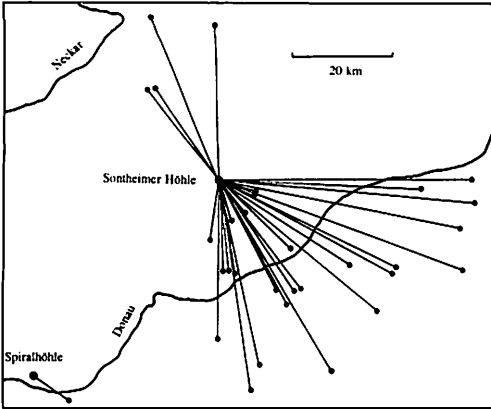 Neckar
20 km
Sontheimer Höhle
Donau
Spiralhöhle